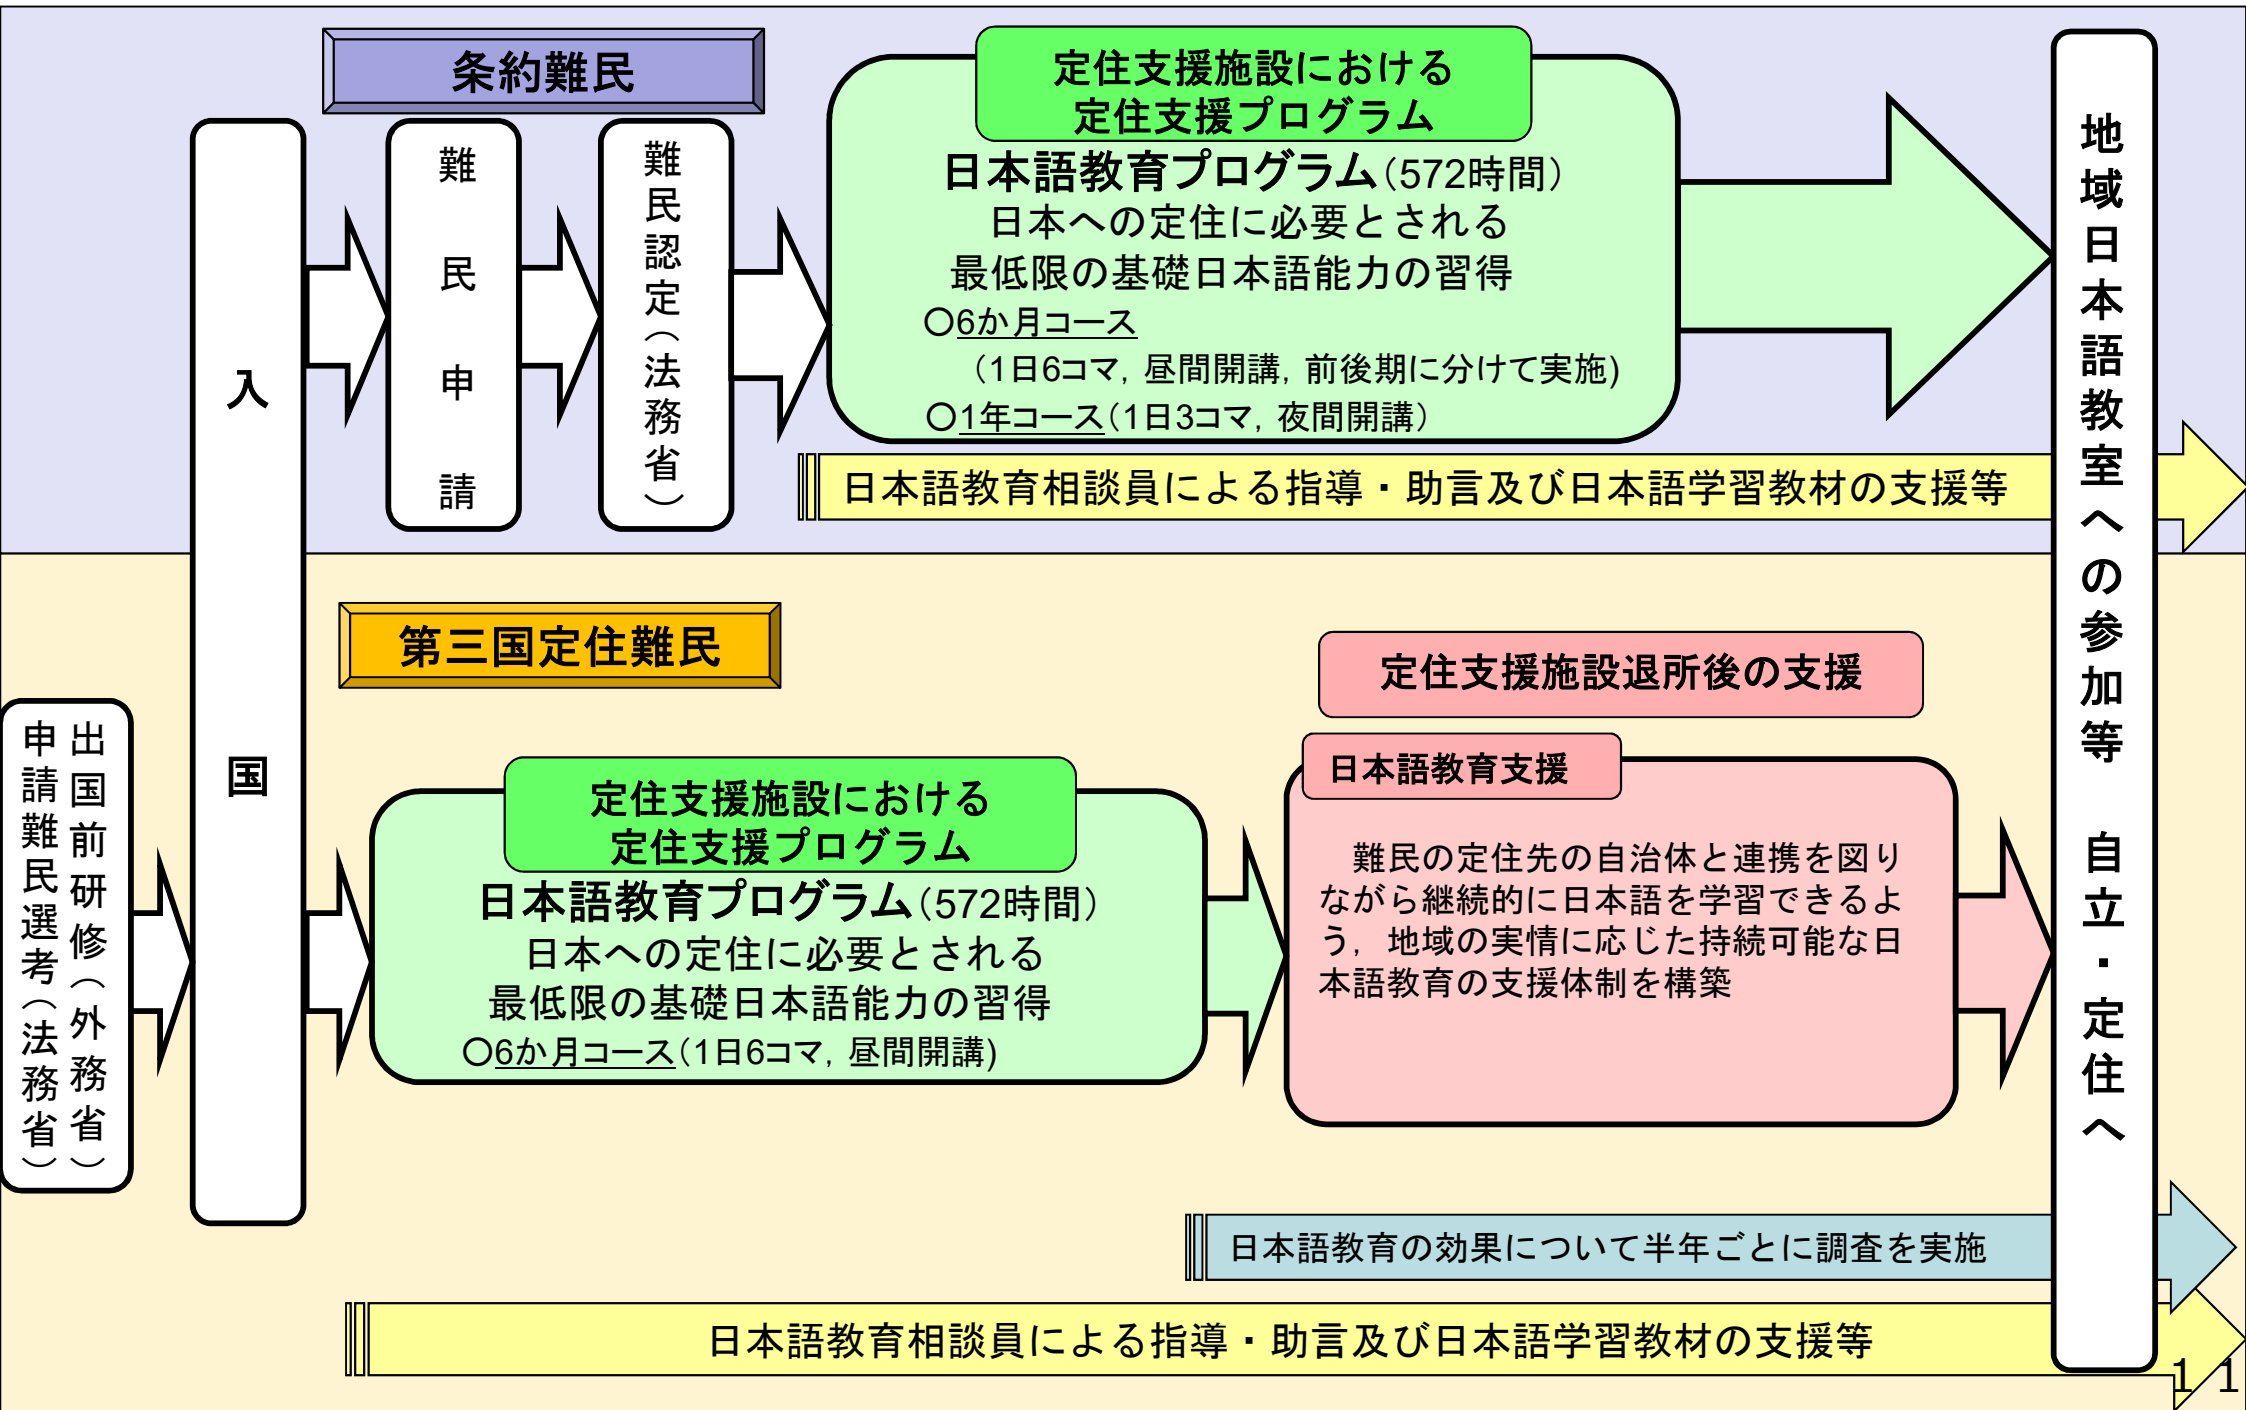 条約難民
入国
難民申請
難民認定（法務省）
定住支援施設における
定住支援プログラム
日本語教育プログラム（572時間）
日本への定住に必要とされる
最低限の基礎日本語能力の習得
○6か月コース
（1日6コマ，昼間開講，前後期に分けて実施)
○1年コース（1日3コマ，夜間開講）
日本語教育相談員による指導・助言及び日本語学習教材の支援等
地域日本語教室への参加等　自立・定住へ
第三国定住難民
出国前研修（外務省）
申請難民選考（法務省）
定住支援施設における
定住支援プログラム
日本語教育プログラム（572時間）
日本への定住に必要とされる
最低限の基礎日本語能力の習得
○6か月コース（1日6コマ，昼間開講)
定住支援施設退所後の支援
日本語教育支援
難民の定住先の自治体と連携を図り
ながら継続的に日本語を学習できるよ
う，地域の実情に応じた持続可能な日
本語教育の支援体制を構築
日本語教育の効果について半年ごとに調査を実施
日本語教育相談員による指導・助言及び日本語学習教材の支援等
11